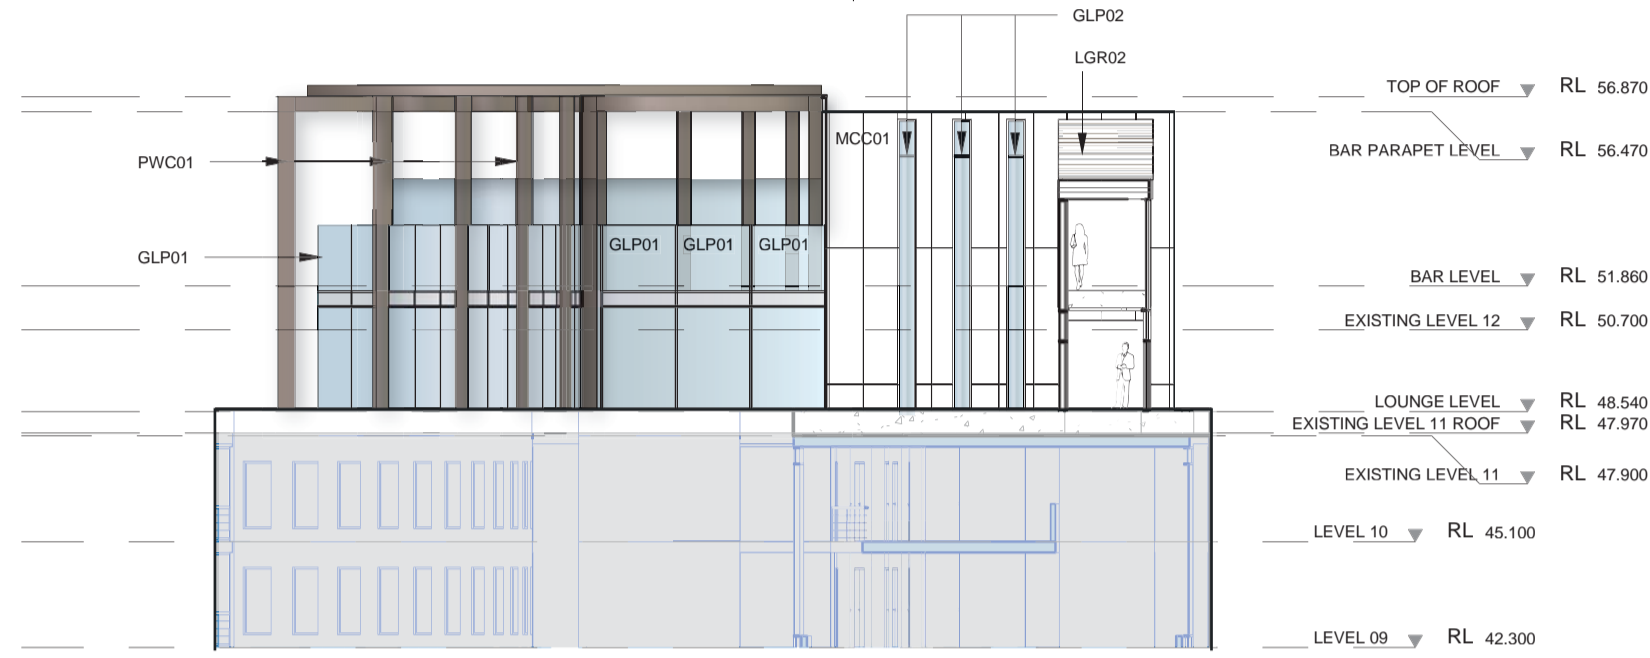 GLP02
LGR02
TOP OF ROOF RL 56.870
MCC01
BAR PARAPET LEVEL RL 56.470
PWC01
GLP01 GLP01 GLP01
GLP01
BAR LEVEL RL 51.860
EXISTING LEVEL 12 RL 50.700
LOUNGE LEVEL RL 48.540
EXISTING LEVEL 11 ROOF RL 47.970
EXISTING LEVEL 11 RL 47.900
LEVEL 10 RL 45.100
LEVEL 09 RL 42.300